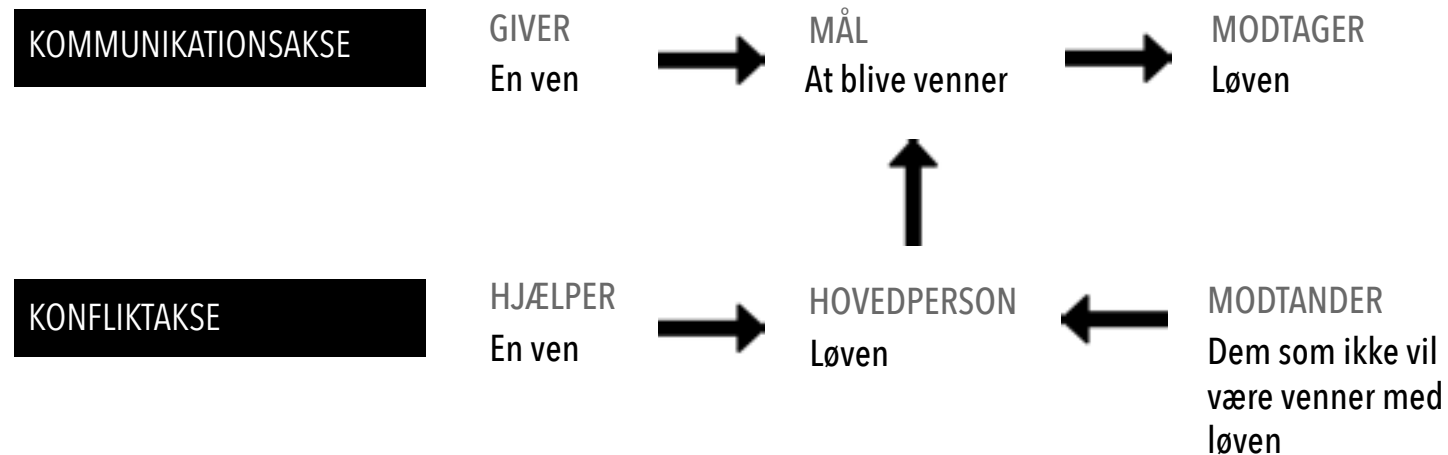 KOMMUNIKATIONSAKSE
GIVER
En ven
MÅL
At blive venner
MODTAGER
Løven
KONFLIKTAKSE
HJÆLPER
En ven
HOVEDPERSON
Løven
MODTANDER
Dem som ikke vil
være venner med
løven